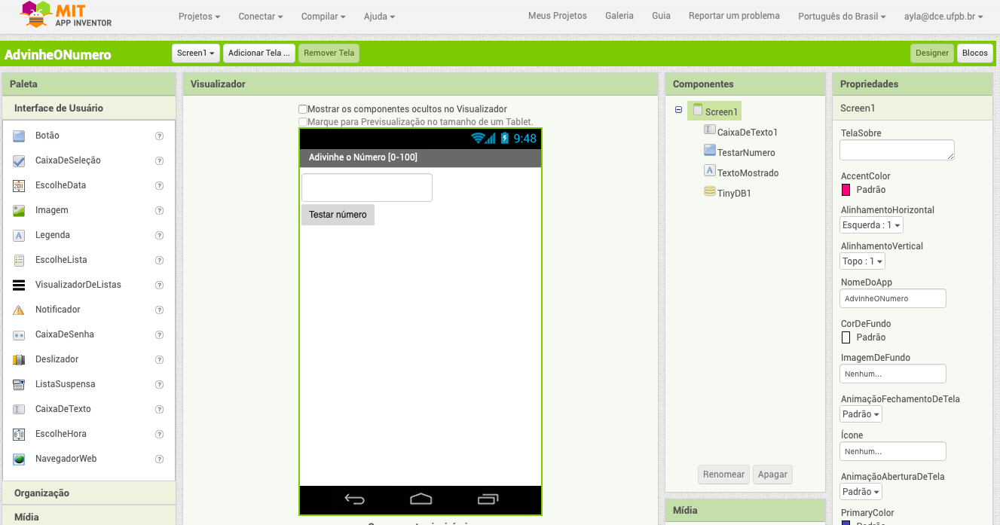 MIT
APP INVENTOR
Projetos
Conectar
Compilar
Ajuda
Meus Projetos
Galeria
Guia
Reportar um problema
Português do Brasil
ayla@dce.ufpb.br
AdvinheONumero
Screen1
Adicionar Tela ...
Remover Tela
Designer
Blocos
Paleta
Interface de Usuário
Botão ?
CaixaDeSeleção ?
EscolheData ?
Imagem ?
Legenda ?
EscolheLista ?
VisualizadorDeListas ?
Notificador ?
CaixaDeSenha ?
Deslizador ?
ListaSuspensa ?
CaixaDeTexto ?
EscolheHora ?
NavegadorWeb ?
Organização
Mídia
Visualizador
Mostrar os componentes ocultos no Visualizador
Marque para Previsualização no tamanho de um Tablet.
9:48
Adivinhe o Número [0-100]
Testar número
Componentes
Screen1
CaixaDeTexto1
TestarNumero
TextoMostrado
TinyDB1
Renomear
Apagar
Mídia
Propriedades
Screen1
TelaSobre
AccentColor
Padrão
AlinhamentoHorizontal
Esquerda : 1
AlinhamentoVertical
Topo : 1
NomeDoApp
AdvinheONumero
CorDeFundo
Padrão
ImagemDeFundo
Nenhum...
AnimaçãoFechamentoDeTela
Padrão
Ícone
Nenhum...
AnimaçãoAberturaDeTela
Padrão
PrimaryColor
Padrão